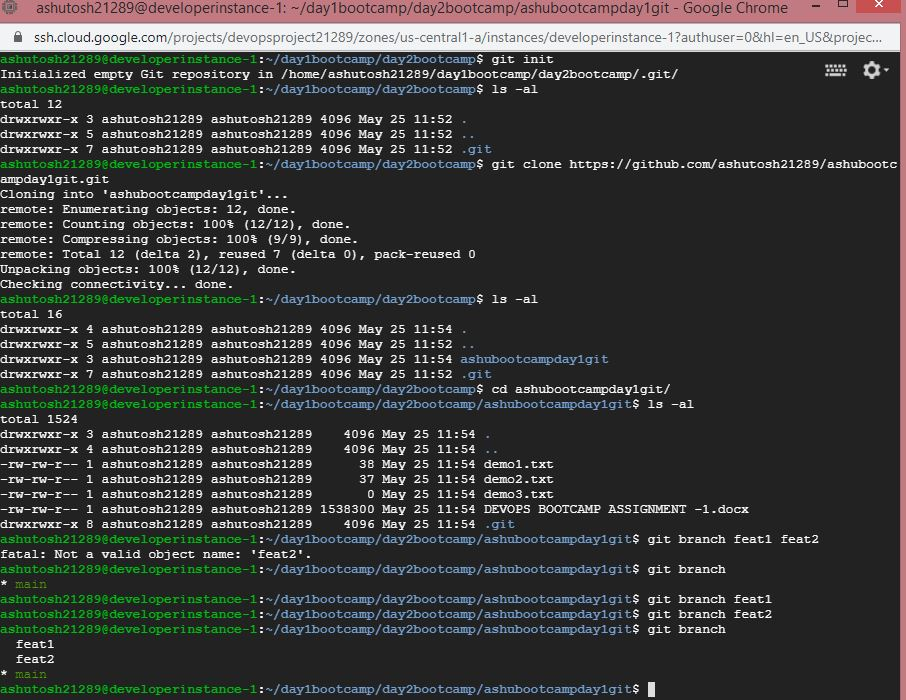 ashutosh21289@developerinstance-1: ~/day1bootcamp/day2bootcamp/ashubootcampday1git - Google Chrome
ssh.cloud.google.com/projects/devopsproject21289/zones/us-central1-a/instances/developerinstance-1?authuser=0&hl=en_US&projec...
ashutosh21289@developerinstance-1:~/day1bootcamp/day2bootcamp$ git init
Initialized empty Git repository in /home/ashutosh21289/day1bootcamp/day2bootcamp/.git/
ashutosh21289@developerinstance-1:~/day1bootcamp/day2bootcamp$ ls -al
total 12
drwxrwxr-x 3 ashutosh21289 ashutosh21289 4096 May 25 11:52 .
drwxrwxr-x 5 ashutosh21289 ashutosh21289 4096 May 25 11:52 ..
drwxrwxr-x 7 ashutosh21289 ashutosh21289 4096 May 25 11:52 .git
ashutosh21289@developerinstance-1:~/day1bootcamp/day2bootcamp$ git clone https://github.com/ashutosh21289/ashubootc
ampday1git.git
Cloning into 'ashubootcampday1git'...
remote: Enumerating objects: 12, done.
remote: Counting objects: 100% (12/12), done.
remote: Compressing objects: 100% (9/9), done.
remote: Total 12 (delta 2), reused 7 (delta 0), pack-reused 0
Unpacking objects: 100% (12/12), done.
Checking connectivity... done.
ashutosh21289@developerinstance-1:~/day1bootcamp/day2bootcamp$ ls -al
total 16
drwxrwxr-x 4 ashutosh21289 ashutosh21289 4096 May 25 11:54 .
drwxrwxr-x 5 ashutosh21289 ashutosh21289 4096 May 25 11:52 ..
drwxrwxr-x 3 ashutosh21289 ashutosh21289 4096 May 25 11:54 ashubootcampday1git
drwxrwxr-x 7 ashutosh21289 ashutosh21289 4096 May 25 11:52 .git
ashutosh21289@developerinstance-1:~/day1bootcamp/day2bootcamp$ cd ashubootcampday1git/
ashutosh21289@developerinstance-1:~/day1bootcamp/day2bootcamp/ashubootcampday1git$ ls -al
total 1524
drwxrwxr-x 3 ashutosh21289 ashutosh21289    4096 May 25 11:54 .
drwxrwxr-x 4 ashutosh21289 ashutosh21289    4096 May 25 11:54 ..
-rw-rw-r-- 1 ashutosh21289 ashutosh21289      38 May 25 11:54 demo1.txt
-rw-rw-r-- 1 ashutosh21289 ashutosh21289      37 May 25 11:54 demo2.txt
-rw-rw-r-- 1 ashutosh21289 ashutosh21289       0 May 25 11:54 demo3.txt
-rw-rw-r-- 1 ashutosh21289 ashutosh21289 1538300 May 25 11:54 DEVOPS BOOTCAMP ASSIGNMENT -1.docx
drwxrwxr-x 8 ashutosh21289 ashutosh21289    4096 May 25 11:54 .git
ashutosh21289@developerinstance-1:~/day1bootcamp/day2bootcamp/ashubootcampday1git$ git branch feat1 feat2
fatal: Not a valid object name: 'feat2'.
ashutosh21289@developerinstance-1:~/day1bootcamp/day2bootcamp/ashubootcampday1git$ git branch
* main
ashutosh21289@developerinstance-1:~/day1bootcamp/day2bootcamp/ashubootcampday1git$ git branch feat1
ashutosh21289@developerinstance-1:~/day1bootcamp/day2bootcamp/ashubootcampday1git$ git branch feat2
ashutosh21289@developerinstance-1:~/day1bootcamp/day2bootcamp/ashubootcampday1git$ git branch
  feat1
  feat2
* main
ashutosh21289@developerinstance-1:~/day1bootcamp/day2bootcamp/ashubootcampday1git$